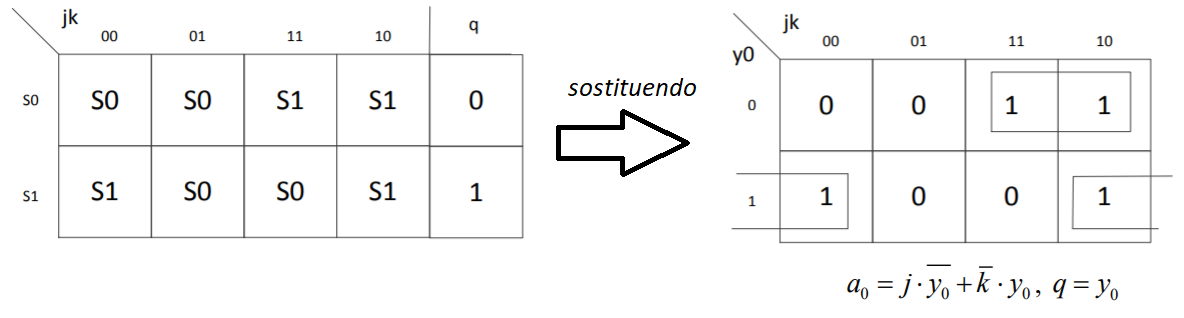 jk q
00 01 11 10
S0 S0 S0 S1 S1 0
S1 S1 S0 S0 S1 1
sostituendo
jk
y0 00 01 11 10
0 0 0 1 1
1 1 0 0 1
a₀ = j · y̅₀ + k̅ · y₀ , q = y₀